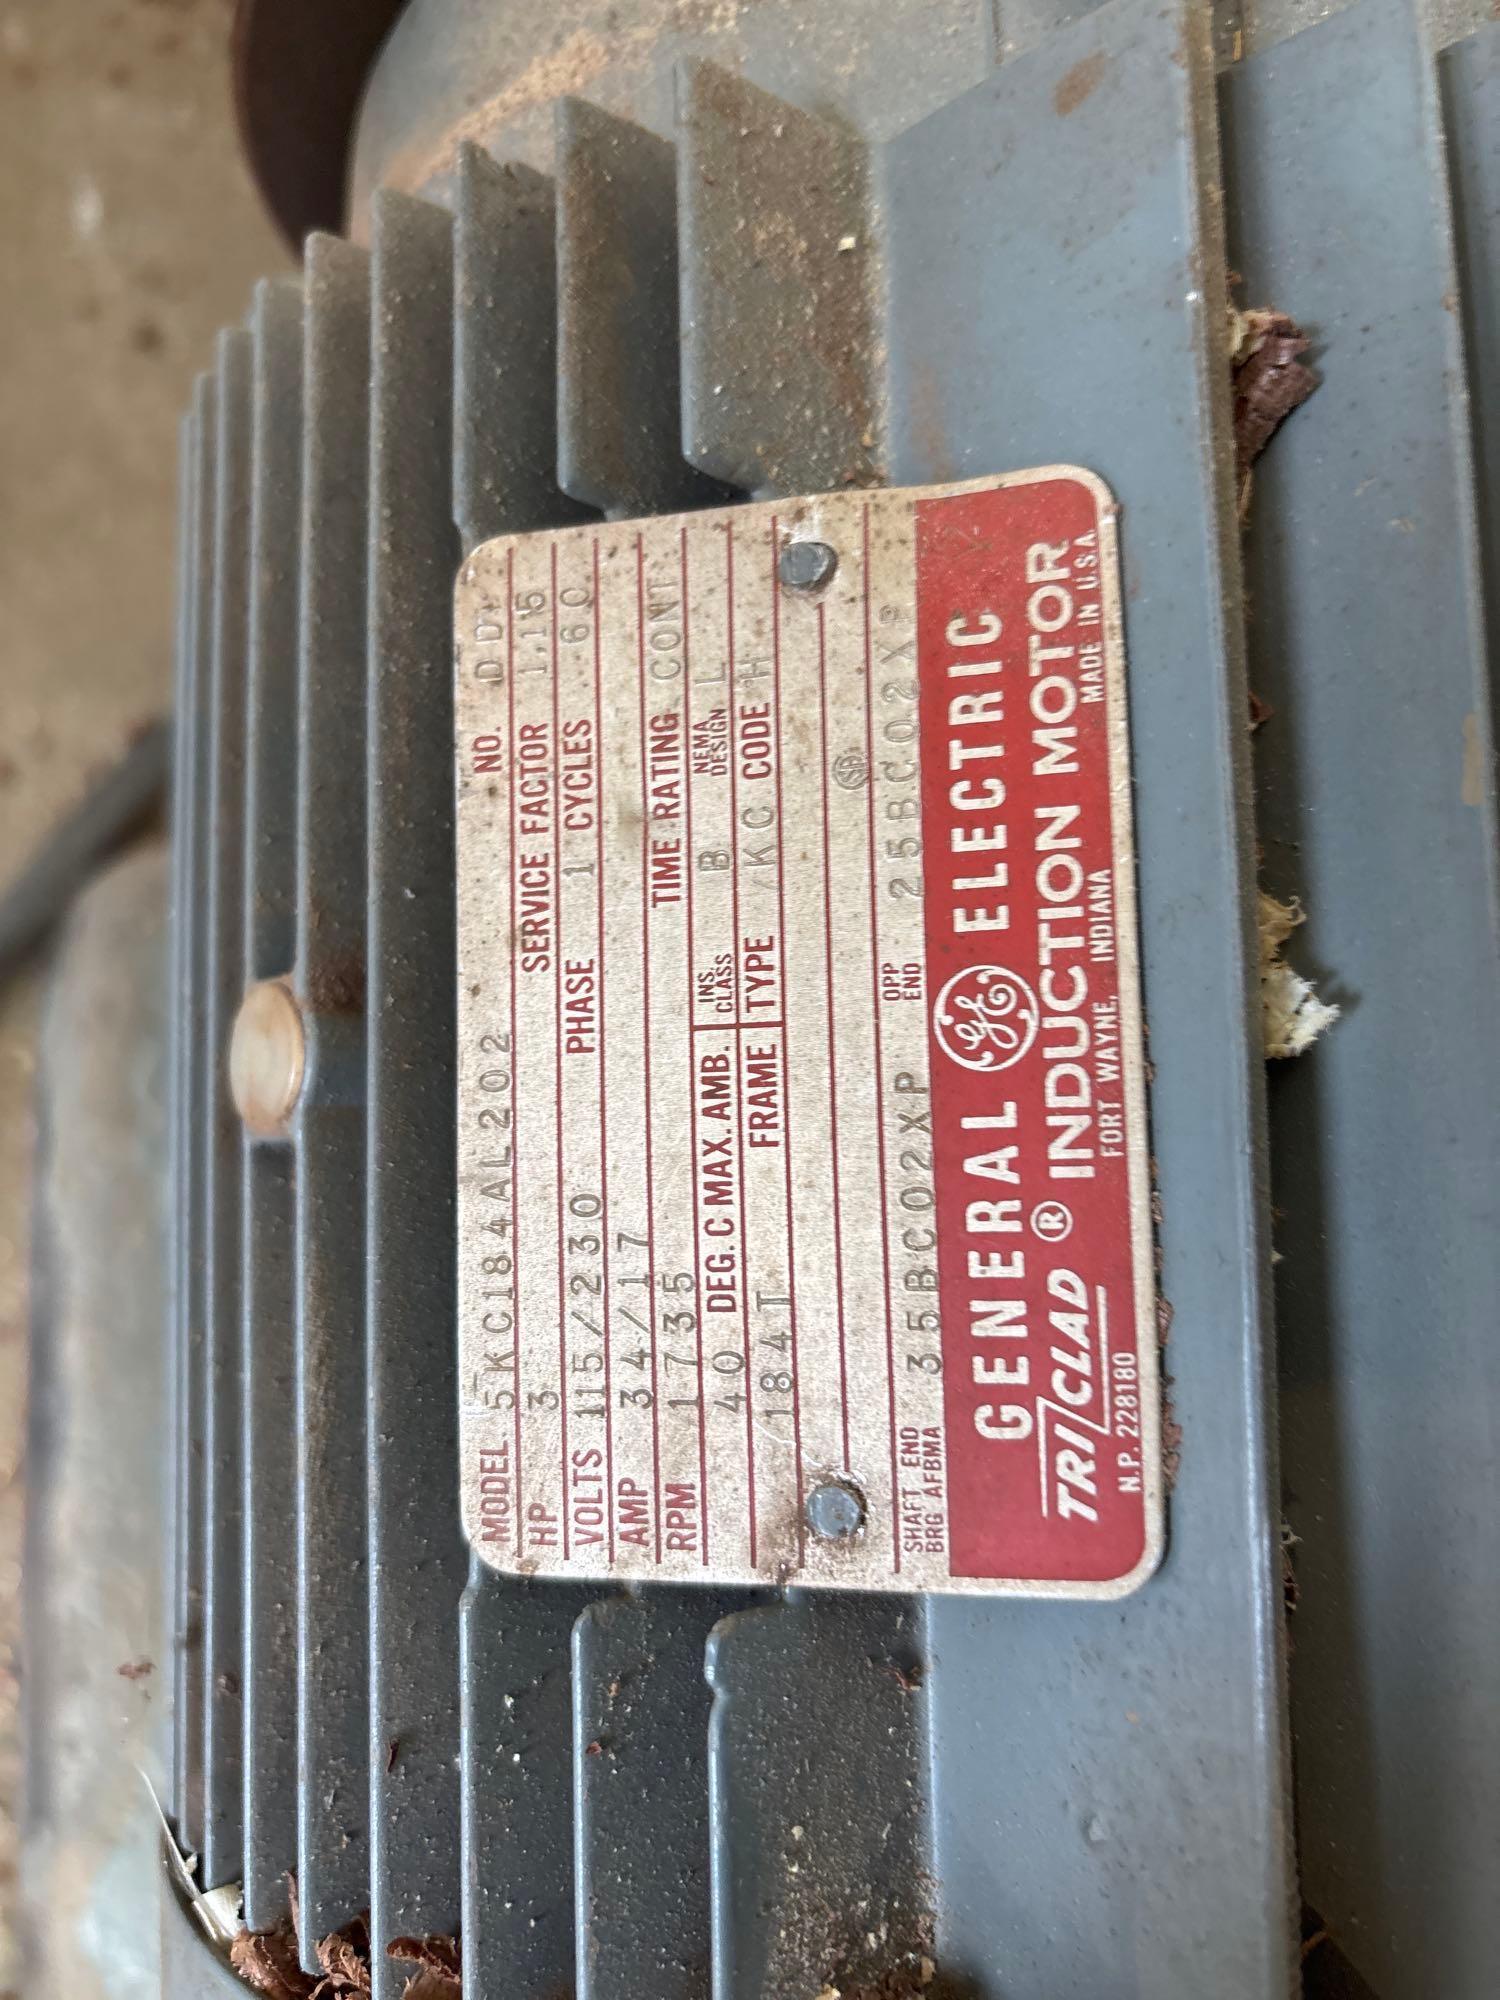 MODEL 5KC184AL202 NO.
HP 3 SERVICE FACTOR 1.15
VOLTS 115/230 PHASE 1 CYCLES 60
AMP 34/17
RPM 1735 TIME RATING CONT
40 DEG. C MAX. AMB. INS. CLASS B NEMA DESIGN L
184T FRAME TYPE KC CODE H
SHAFT END BRG AFBMA 35BC02XP OPP END 25BC02XP
GENERAL GE ELECTRIC
TRI/CLAD ® INDUCTION MOTOR
N.P. 228180 FORT WAYNE, INDIANA MADE IN U.S.A.